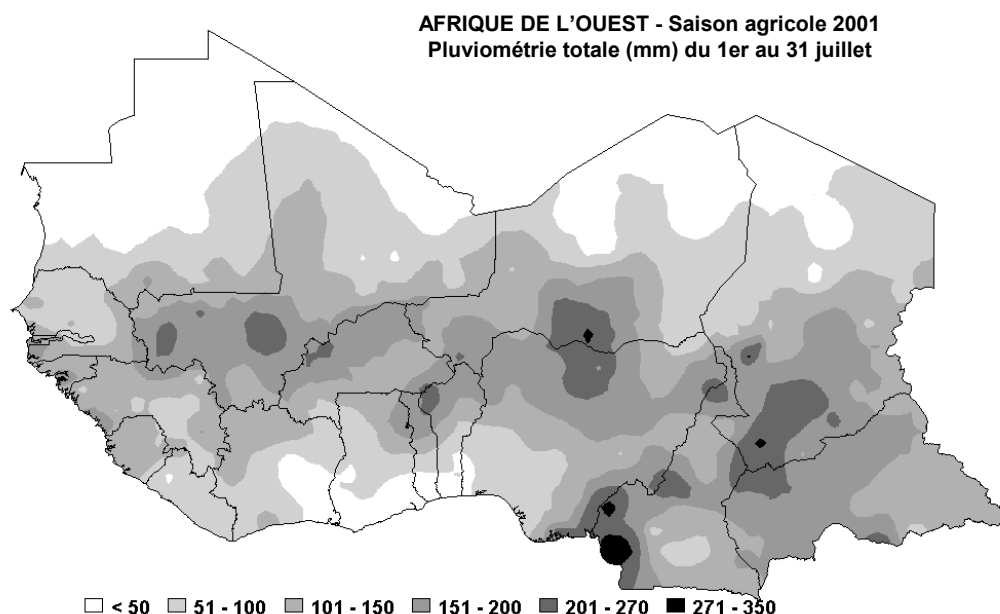 AFRIQUE DE L'OUEST - Saison agricole 2001
Pluviométrie totale (mm) du 1er au 31 juillet
< 50 51 - 100 101 - 150 151 - 200 201 - 270 271 - 350